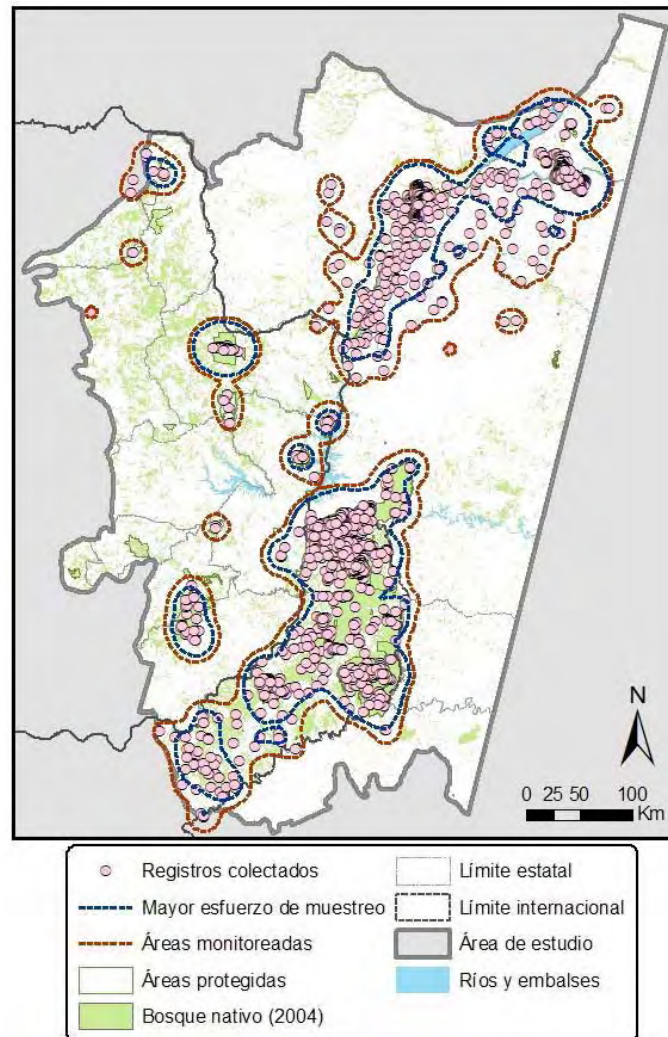 N
0 25 50 100
Km
Registros colectados
Mayor esfuerzo de muestreo
Áreas monitoreadas
Áreas protegidas
Bosque nativo (2004)
Límite estatal
Límite internacional
Área de estudio
Ríos y embalses